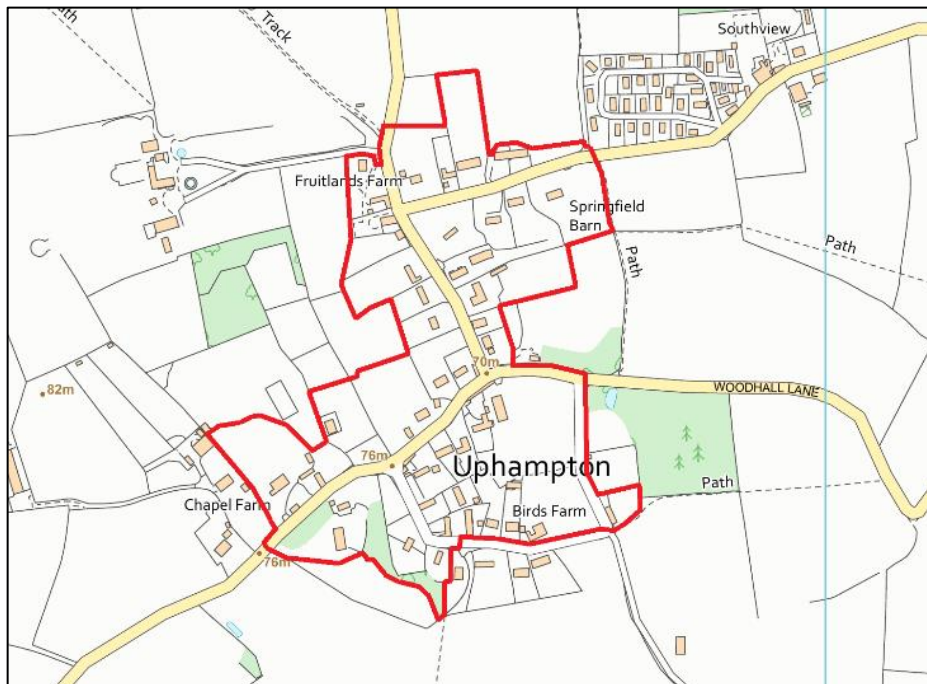 Path
Track
Southview
Fruitlands Farm
Springfield
Barn
Path
Path
82m
70m
WOODHALL LANE
76m
Uphampton
Path
Chapel Farm
Birds Farm
76m